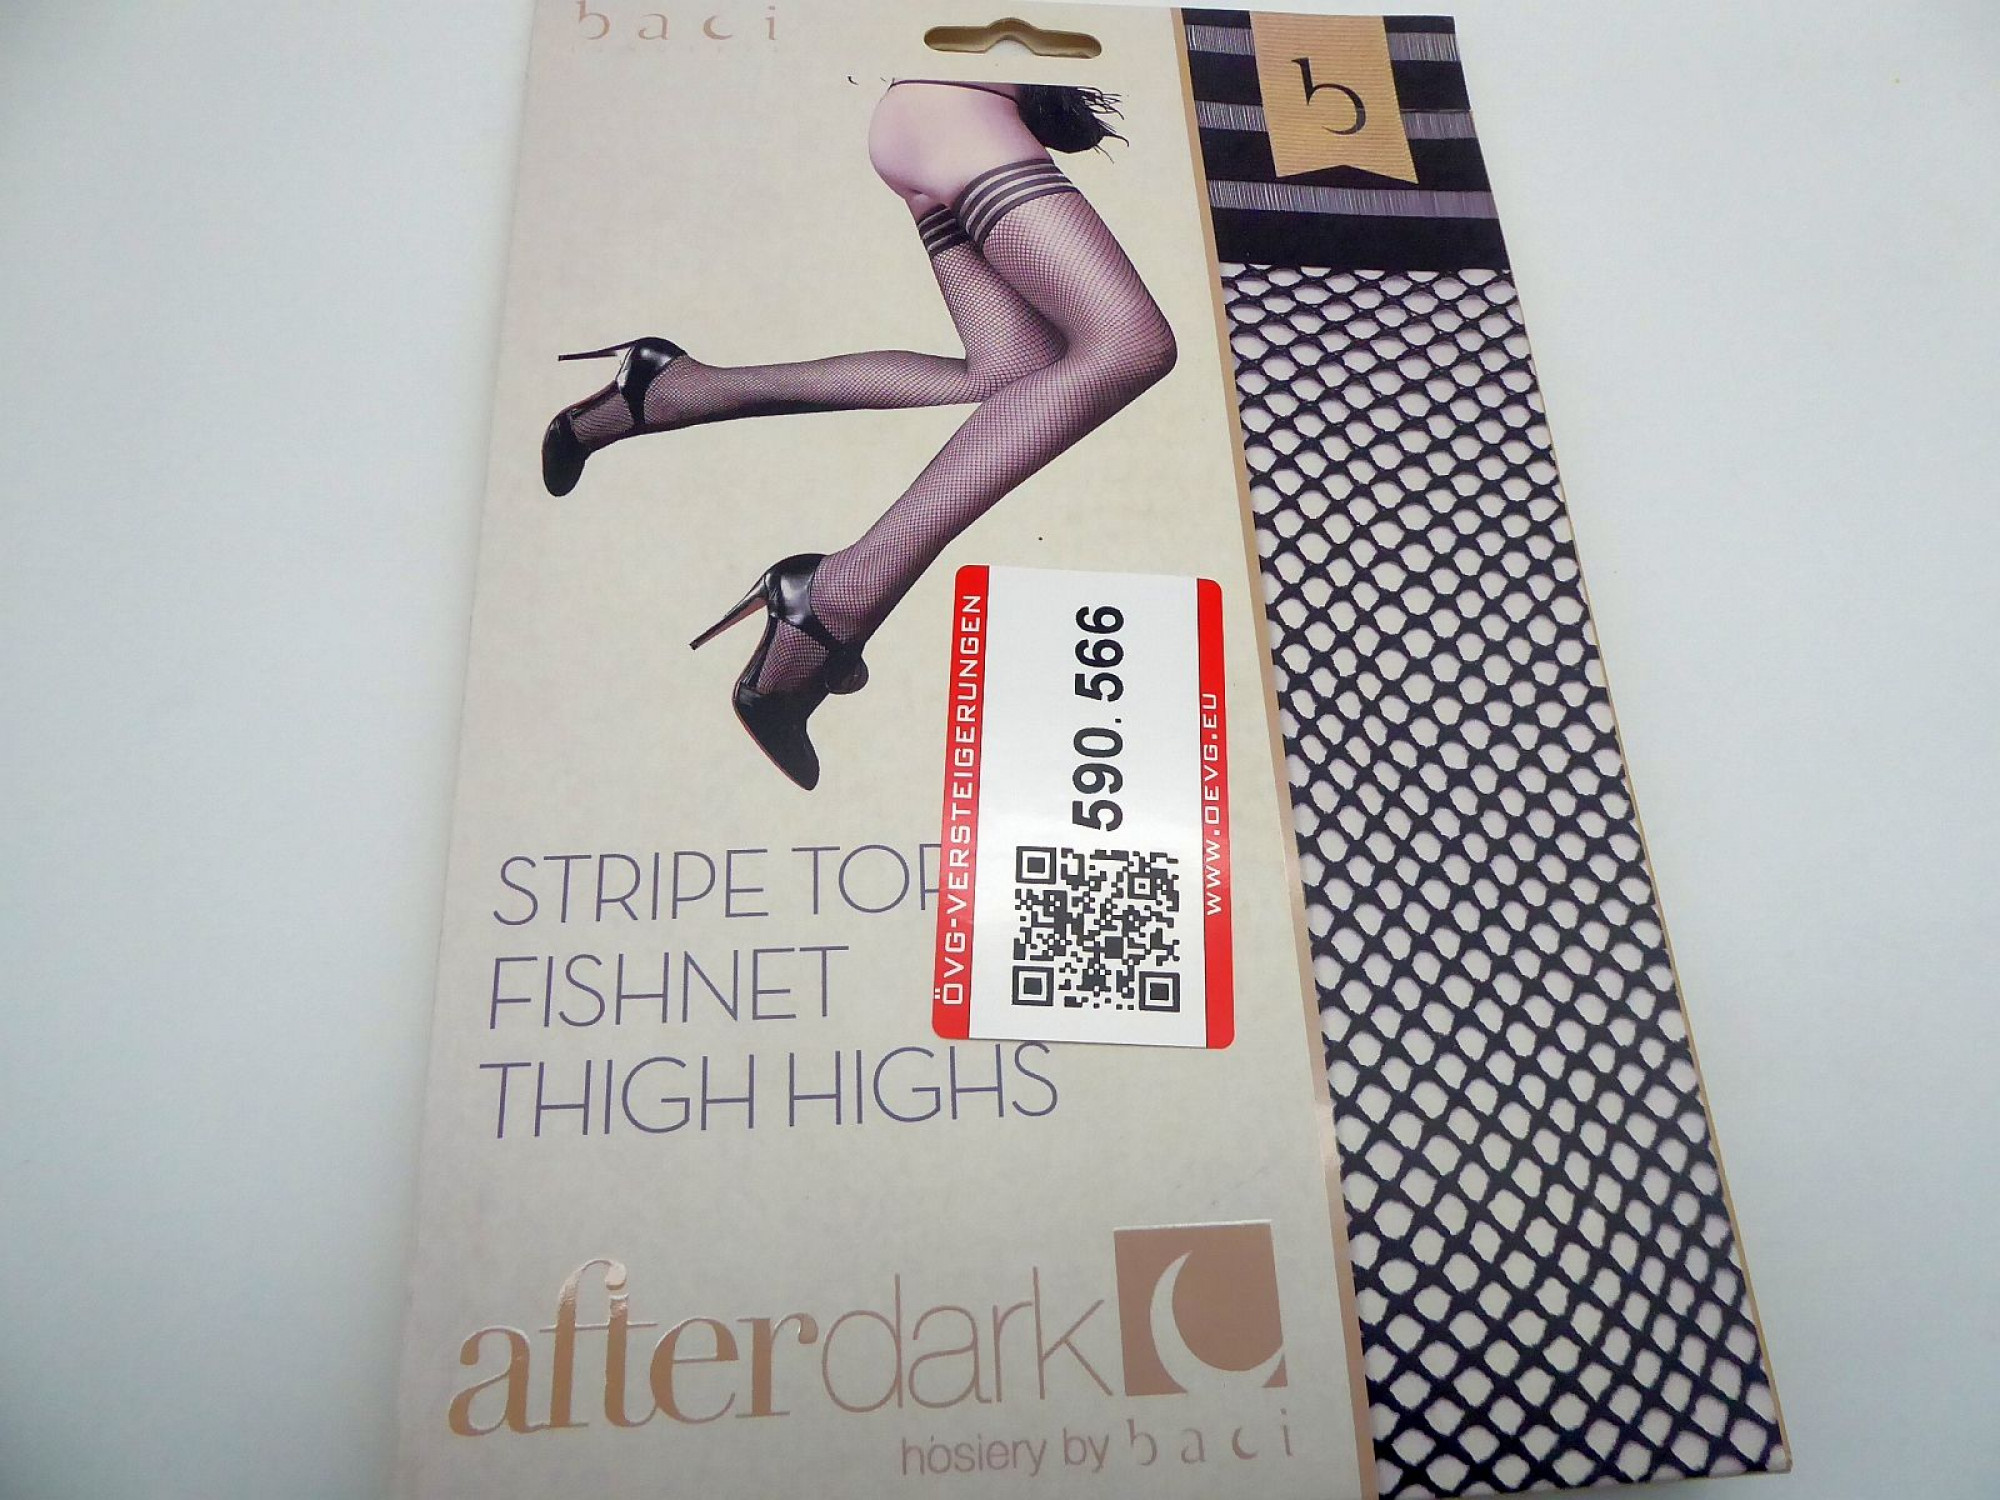 baci
b
ÖVG-VERSTEIGERUNGEN
590.566
WWW.OEVG.EU
STRIPE TOP
FISHNET
THIGH HIGHS
afterdark
hosiery by baci